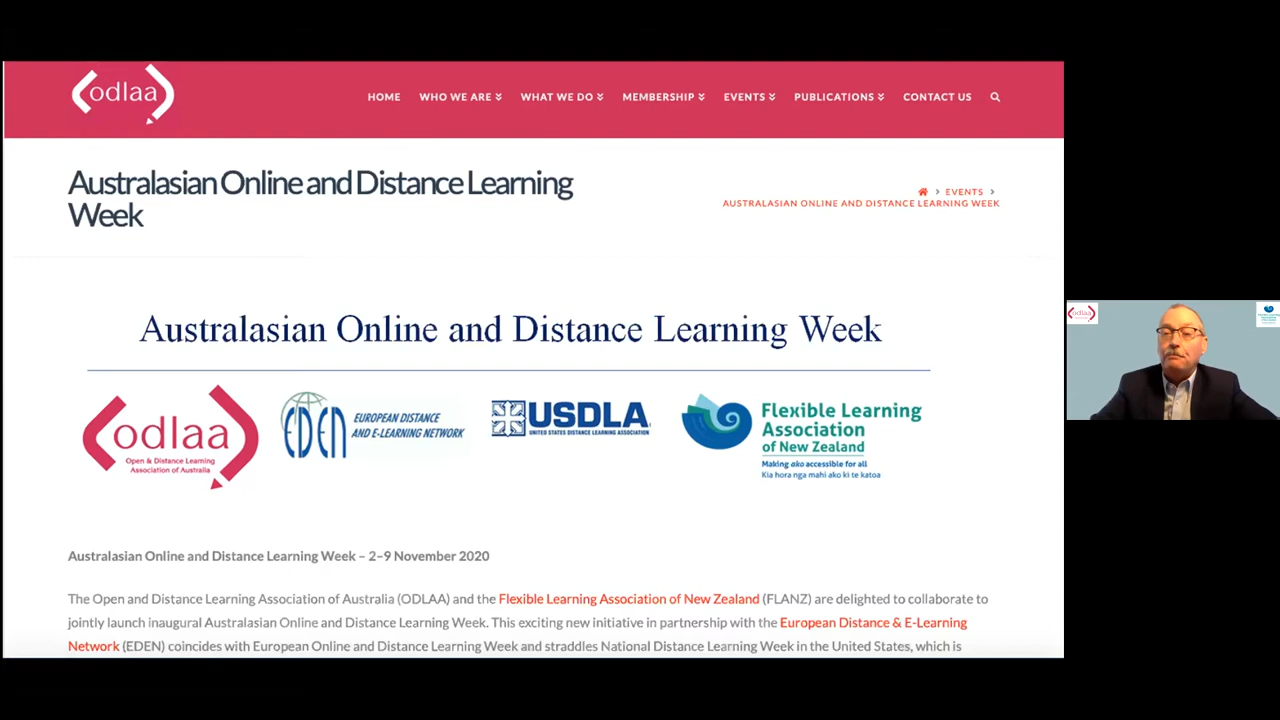 odlaa
HOME WHO WE ARE WHAT WE DO MEMBERSHIP EVENTS PUBLICATIONS CONTACT US
Australasian Online and Distance Learning
Week
EVENTS
AUSTRALASIAN ONLINE AND DISTANCE LEARNING WEEK
Australasian Online and Distance Learning Week
odlaa
Open & Distance Learning
Association of Australia
EDEN
EUROPEAN DISTANCE
AND E-LEARNING NETWORK
USDLA
UNITED STATES DISTANCE LEARNING ASSOCIATION
Flexible Learning
Association
of New Zealand
Making ako accessible for all
Kia hora nga mahi ako ki te katoa
Australasian Online and Distance Learning Week – 2–9 November 2020
The Open and Distance Learning Association of Australia (ODLAA) and the Flexible Learning Association of New Zealand (FLANZ) are delighted to collaborate to
jointly launch inaugural Australasian Online and Distance Learning Week. This exciting new initiative in partnership with the European Distance & E-Learning
Network (EDEN) coincides with European Online and Distance Learning Week and straddles National Distance Learning Week in the United States, which is
odlaa